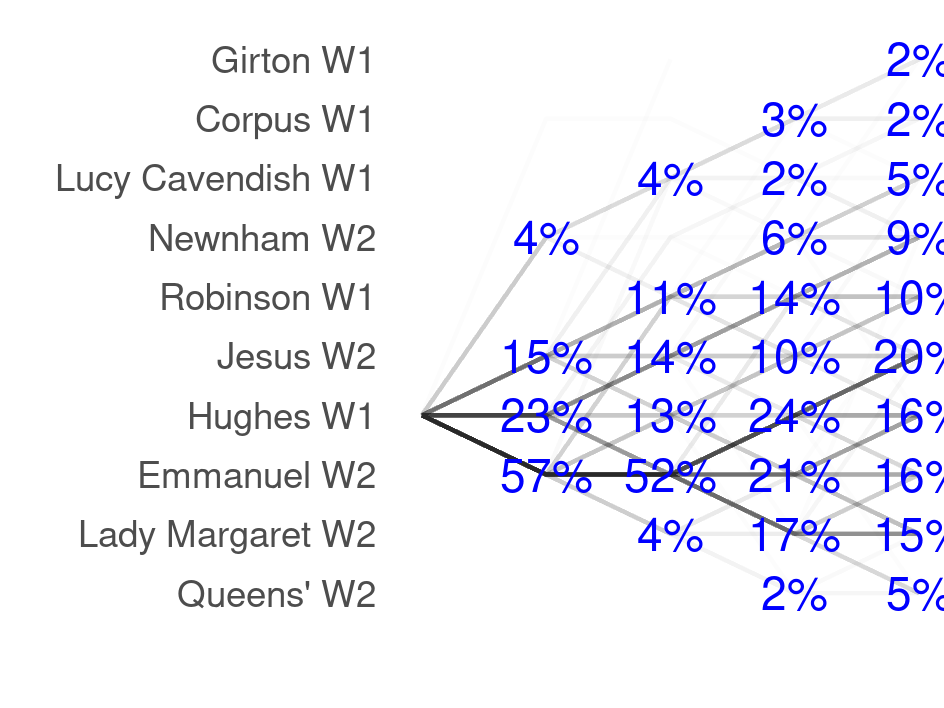 Girton W1 2%
Corpus W1 3% 2%
Lucy Cavendish W1 4% 2% 5%
Newnham W2 4% 6% 9%
Robinson W1 11% 14% 10%
Jesus W2 15% 14% 10% 20%
Hughes W1 23% 13% 24% 16%
Emmanuel W2 57% 52% 21% 16%
Lady Margaret W2 4% 17% 15%
Queens' W2 2% 5%